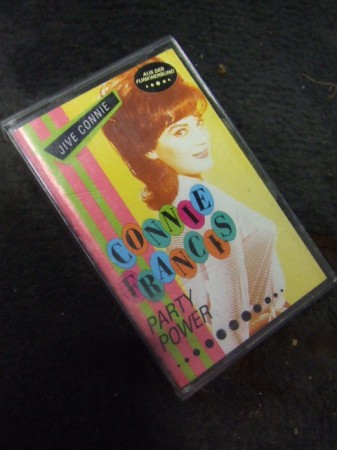 JIVE CONNIE
AUS DER
FUNKWERBUNG
CONNIE
FRANCIS
PARTY
POWER